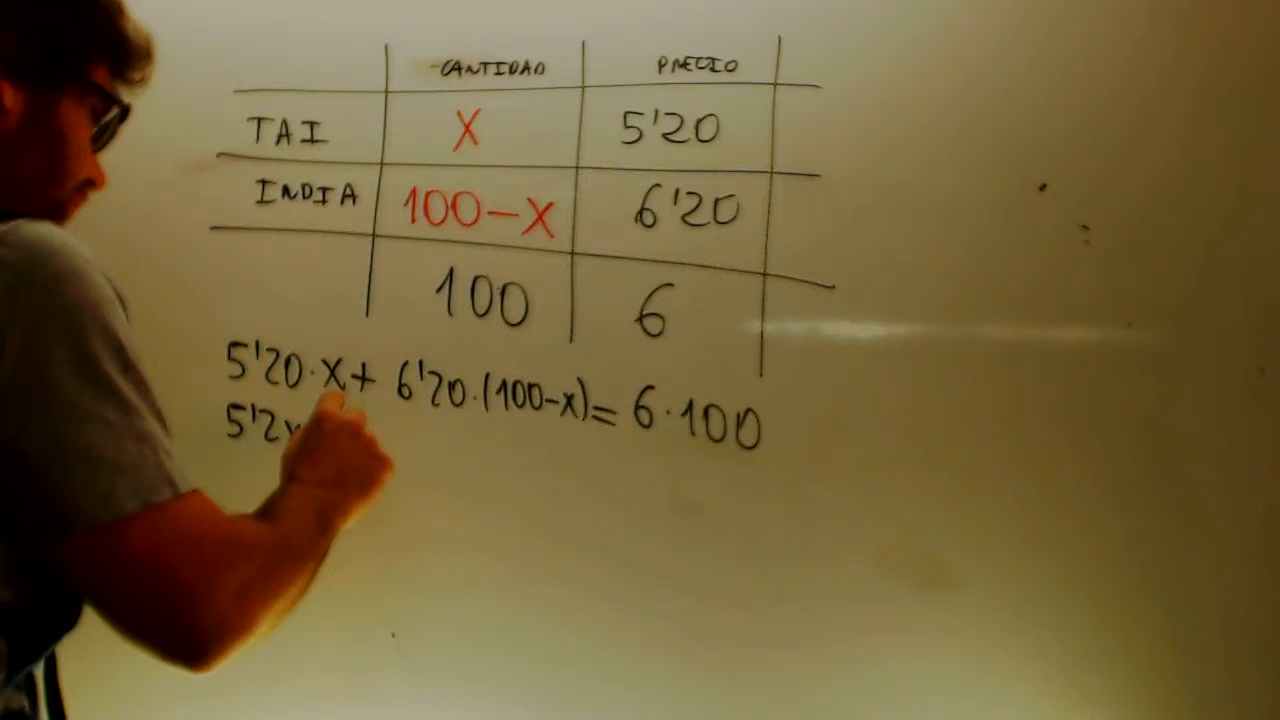 CANTIDAD PRECIO
TAI X 5'20
INDIA 100-X 6'20
100 6
5'20·X+ 6'20·(100-X)= 6·100
5'2x